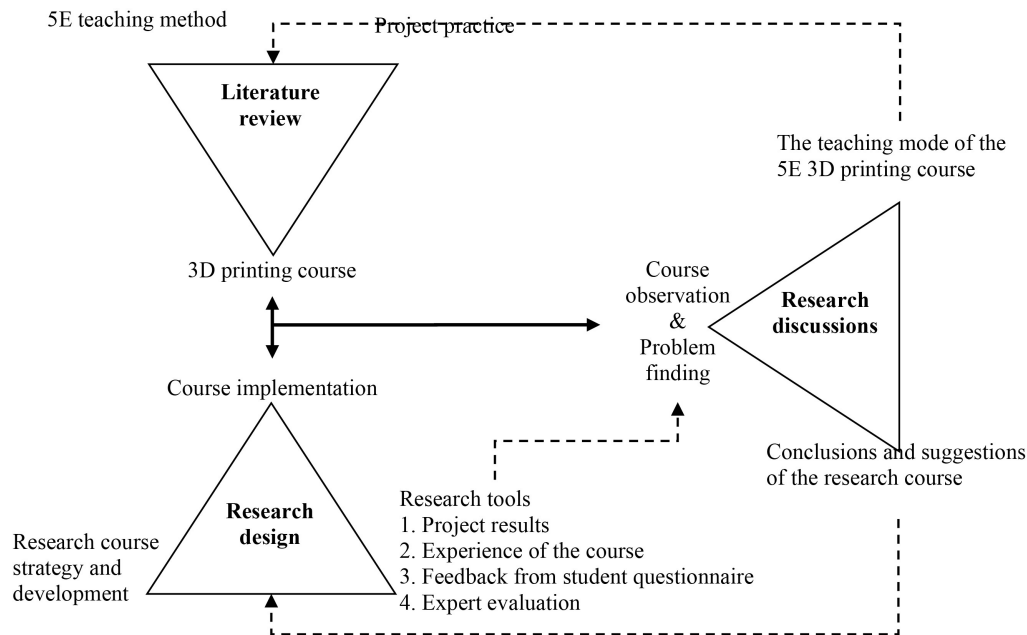 5E teaching method
Project practice
Literature
review
The teaching mode of the
5E 3D printing course
3D printing course
Course
observation
&
Problem
finding
Research
discussions
Course implementation
Conclusions and suggestions
of the research course
Research
design
Research course
strategy and
development
Research tools
1. Project results
2. Experience of the course
3. Feedback from student questionnaire
4. Expert evaluation